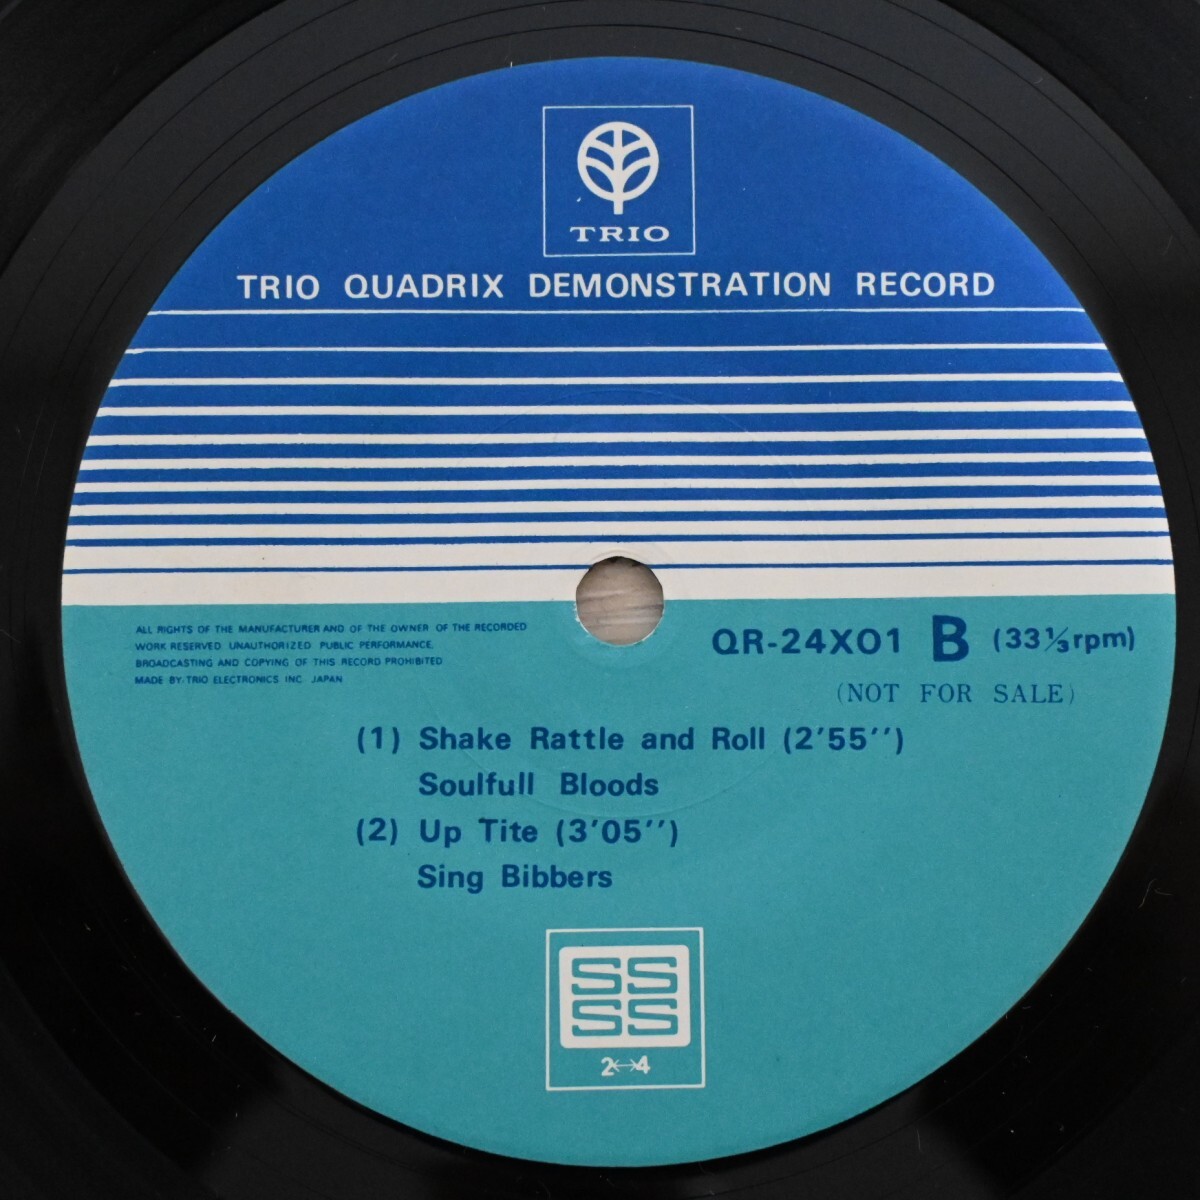 TRIO
TRIO QUADRIX DEMONSTRATION RECORD
ALL RIGHTS OF THE MANUFACTURER AND OF THE OWNER OF THE RECORDED
WORK RESERVED UNAUTHORIZED PUBLIC PERFORMANCE.
BROADCASTING AND COPYING OF THIS RECORD PROHIBITED
MADE BY TRIO ELECTRONICS INC. JAPAN
QR-24X01 B (33⅓rpm)
(NOT FOR SALE)
(1) Shake Rattle and Roll (2'55'')
Soulfull Bloods
(2) Up Tite (3'05'')
Sing Bibbers
SS
SS
2↔4